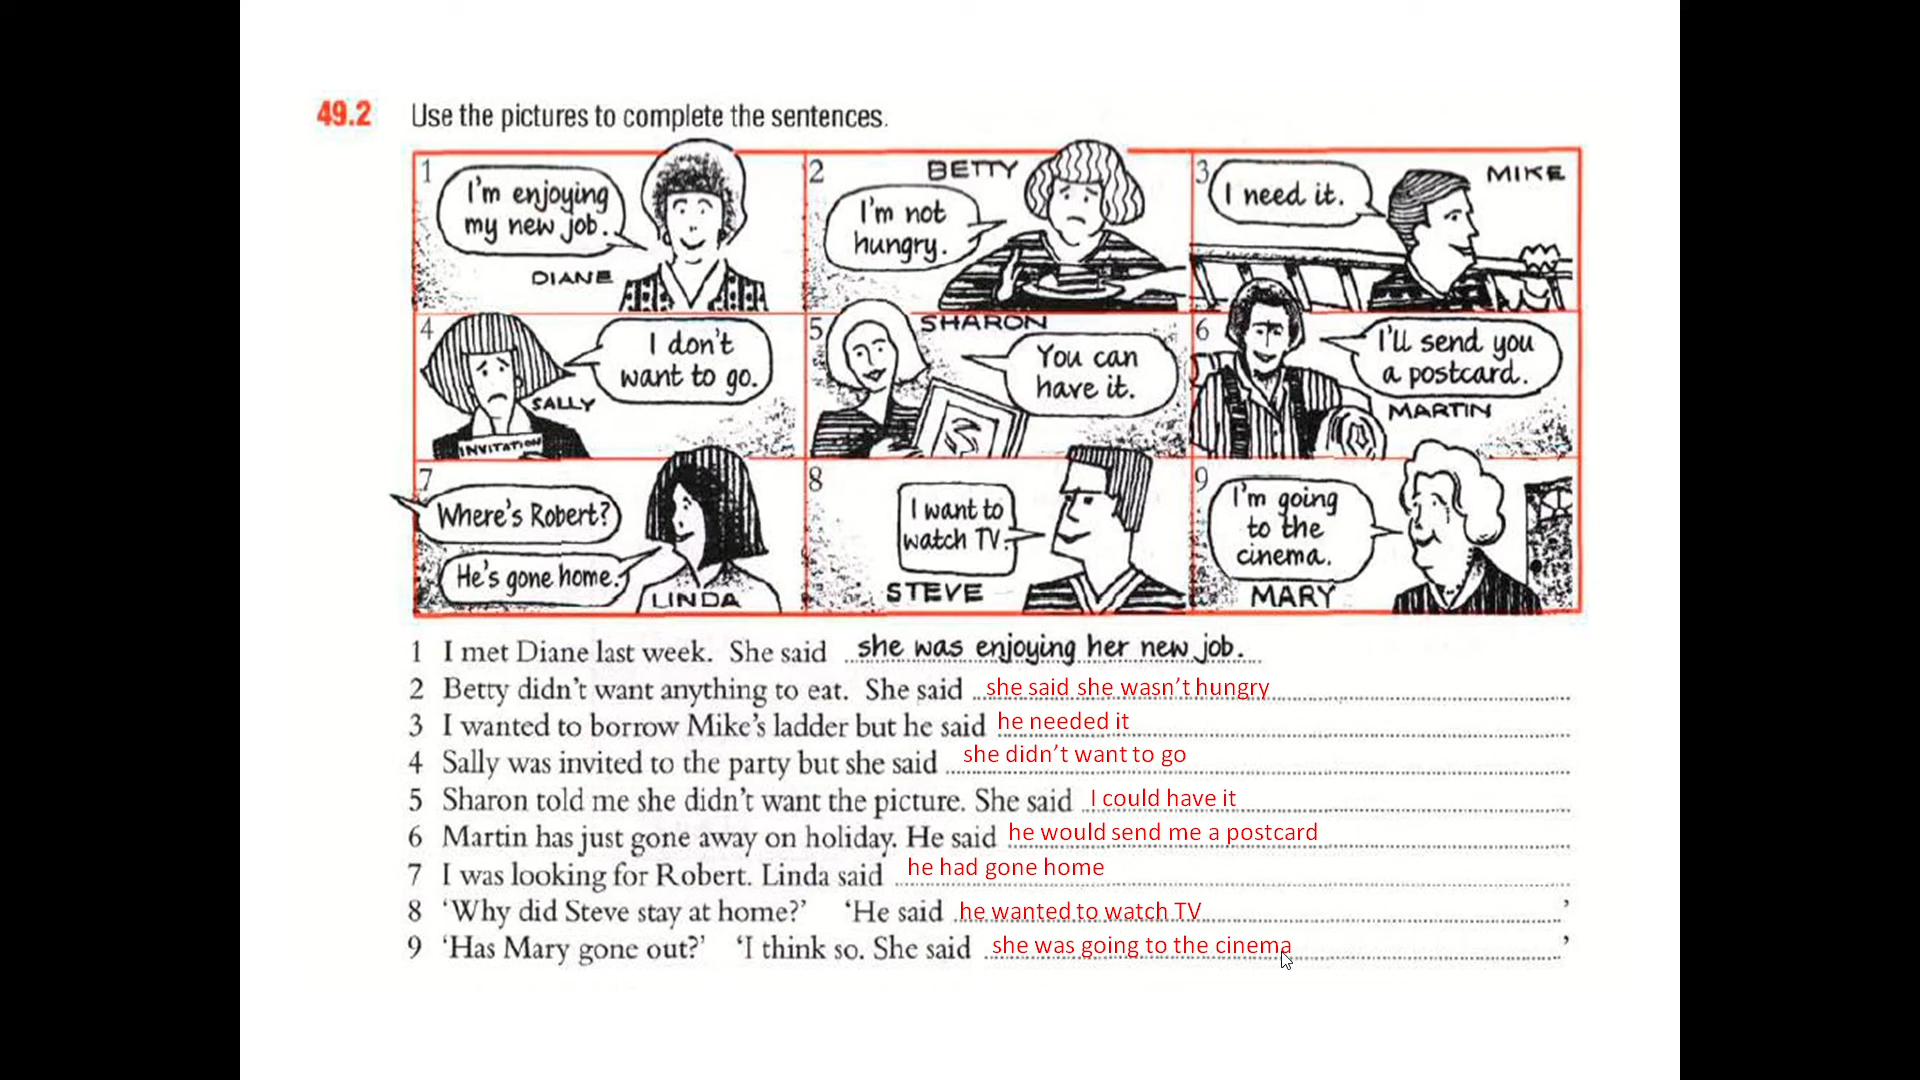 49.2 Use the pictures to complete the sentences.
1
I'm enjoying
my new job.
DIANE
2
BETTY
I'm not
hungry.
3
I need it.
MIKE
4
I don't
want to go.
SALLY
INVITATION
5
SHARON
You can
have it.
6
I'll send you
a postcard.
MARTIN
7
Where's Robert?
He's gone home.
LINDA
8
I want to
watch TV.
STEVE
9
I'm going
to the
cinema.
MARY
1 I met Diane last week. She said she was enjoying her new job.
2 Betty didn't want anything to eat. She said she said she wasn't hungry
3 I wanted to borrow Mike's ladder but he said he needed it
4 Sally was invited to the party but she said she didn't want to go
5 Sharon told me she didn't want the picture. She said I could have it
6 Martin has just gone away on holiday. He said he would send me a postcard
7 I was looking for Robert. Linda said he had gone home
8 'Why did Steve stay at home?' 'He said he wanted to watch TV '
9 'Has Mary gone out?' 'I think so. She said she was going to the cinema '